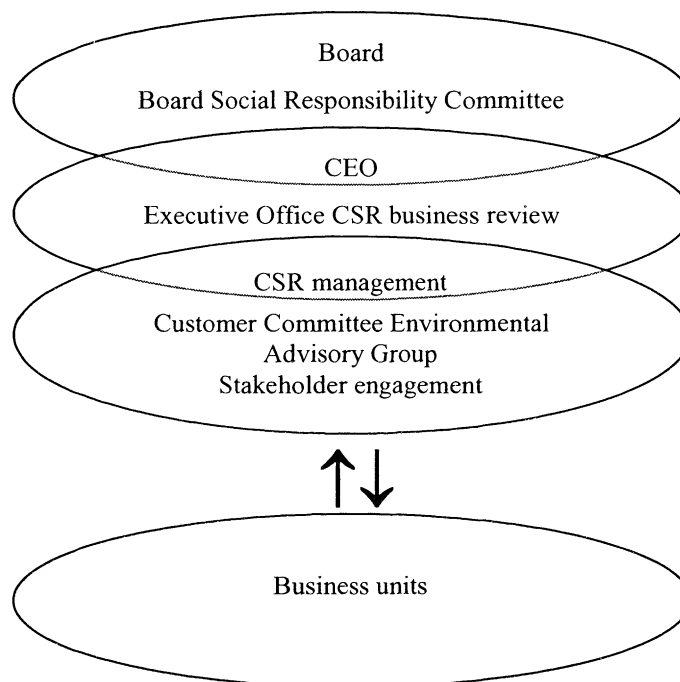 Board
Board Social Responsibility Committee
CEO
Executive Office CSR business review
CSR management
Customer Committee Environmental
Advisory Group
Stakeholder engagement
Business units